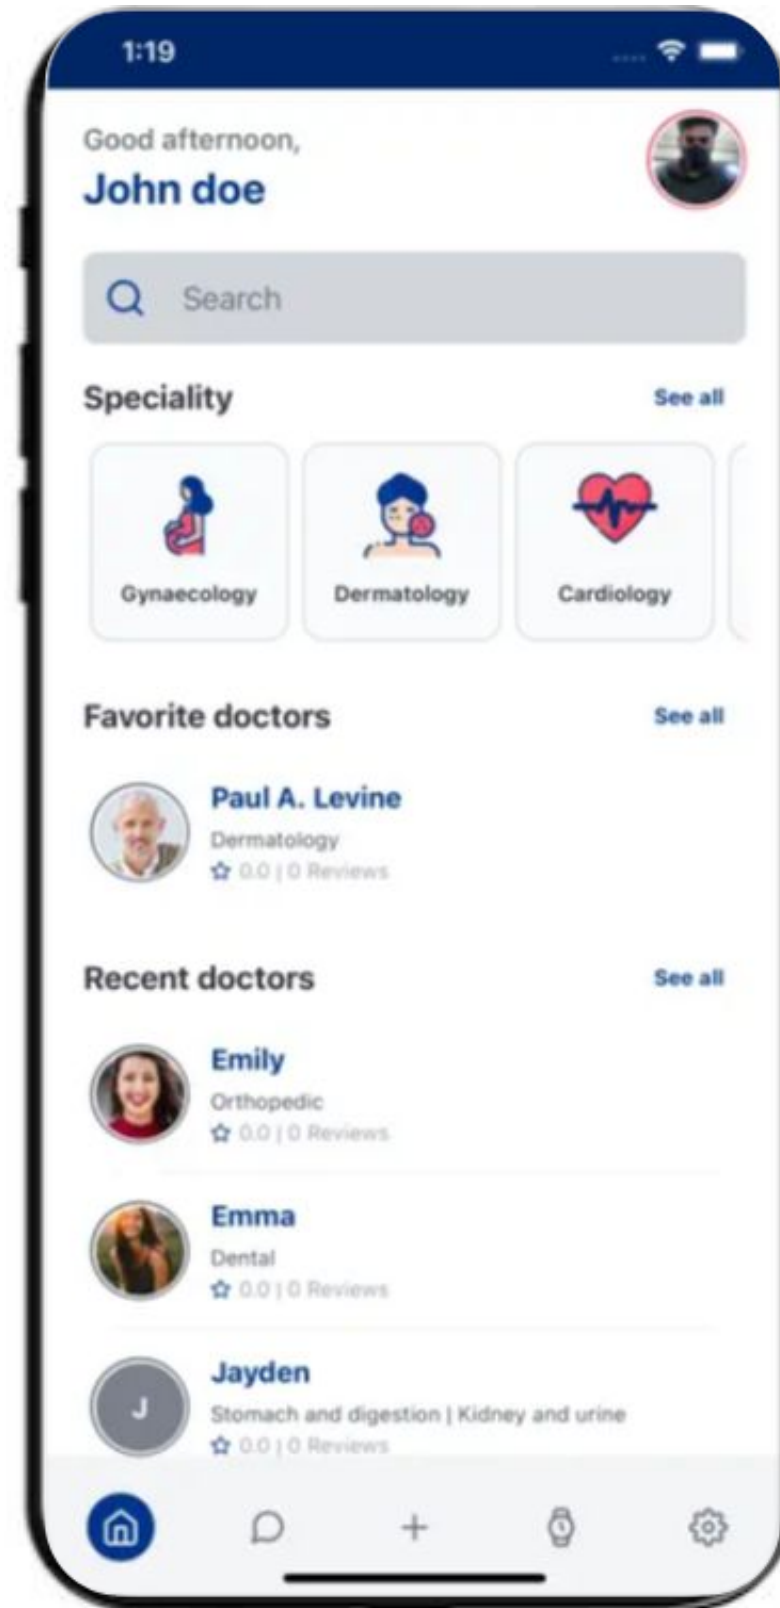 1:19
Good afternoon,
John doe
Search
Speciality
See all
Gynaecology
Dermatology
Cardiology
Favorite doctors
See all
Paul A. Levine
Dermatology
0.0 | 0 Reviews
Recent doctors
See all
Emily
Orthopedic
0.0 | 0 Reviews
Emma
Dental
0.0 | 0 Reviews
J
Jayden
Stomach and digestion | Kidney and urine
0.0 | 0 Reviews